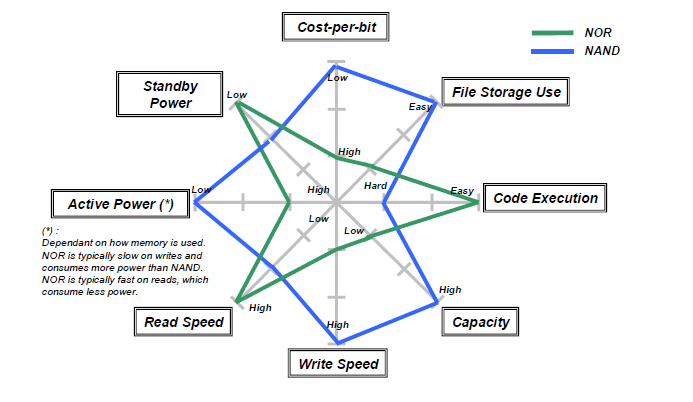 Cost-per-bit
NOR
NAND
Standby
Power
Low
Low
File Storage Use
Easy
High
Low
High
Hard
Easy
Code Execution
Active Power (*)
Low
Low
(*) :
Dependant on how memory is used.
NOR is typically slow on writes and
consumes more power than NAND.
NOR is typically fast on reads, which
consume less power.
High
High
Read Speed
High
Capacity
Write Speed